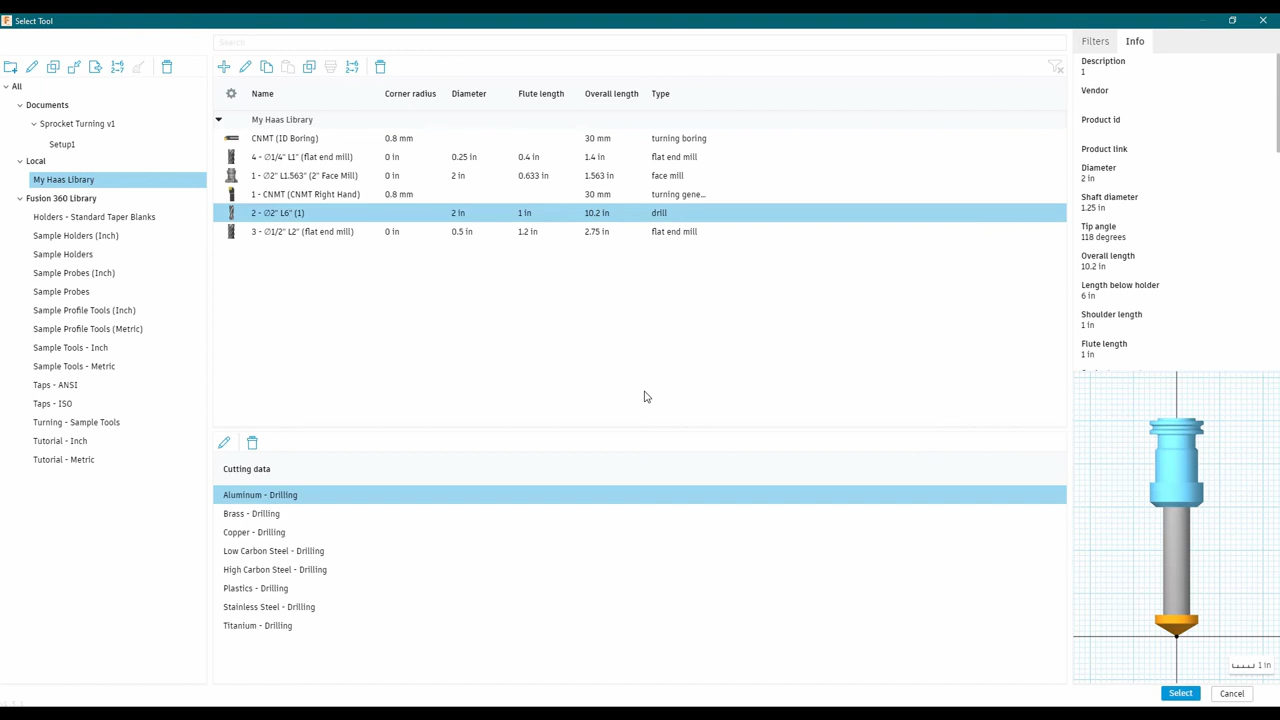 Select Tool
Search
Filters
Info
All
Documents
Sprocket Turning v1
Setup1
Local
My Haas Library
Fusion 360 Library
Holders - Standard Taper Blanks
Sample Holders (Inch)
Sample Holders
Sample Probes (Inch)
Sample Probes
Sample Profile Tools (Inch)
Sample Profile Tools (Metric)
Sample Tools - Inch
Sample Tools - Metric
Taps - ANSI
Taps - ISO
Turning - Sample Tools
Tutorial - Inch
Tutorial - Metric
Name Corner radius Diameter Flute length Overall length Type
My Haas Library
CNMT (ID Boring) 0.8 mm 30 mm turning boring
4 - ∅1/4" L1" (flat end mill) 0 in 0.25 in 0.4 in 1.4 in flat end mill
1 - ∅2" L1.563" (2" Face Mill) 0 in 2 in 0.633 in 1.563 in face mill
1 - CNMT (CNMT Right Hand) 0.8 mm 30 mm turning gene...
2 - ∅2" L6" (1) 2 in 1 in 10.2 in drill
3 - ∅1/2" L2" (flat end mill) 0 in 0.5 in 1.2 in 2.75 in flat end mill
Cutting data
Aluminum - Drilling
Brass - Drilling
Copper - Drilling
Low Carbon Steel - Drilling
High Carbon Steel - Drilling
Plastics - Drilling
Stainless Steel - Drilling
Titanium - Drilling
Description
1
Vendor
Product id
Product link
Diameter
2 in
Shaft diameter
1.25 in
Tip angle
118 degrees
Overall length
10.2 in
Length below holder
6 in
Shoulder length
1 in
Flute length
1 in
1 in
Select
Cancel